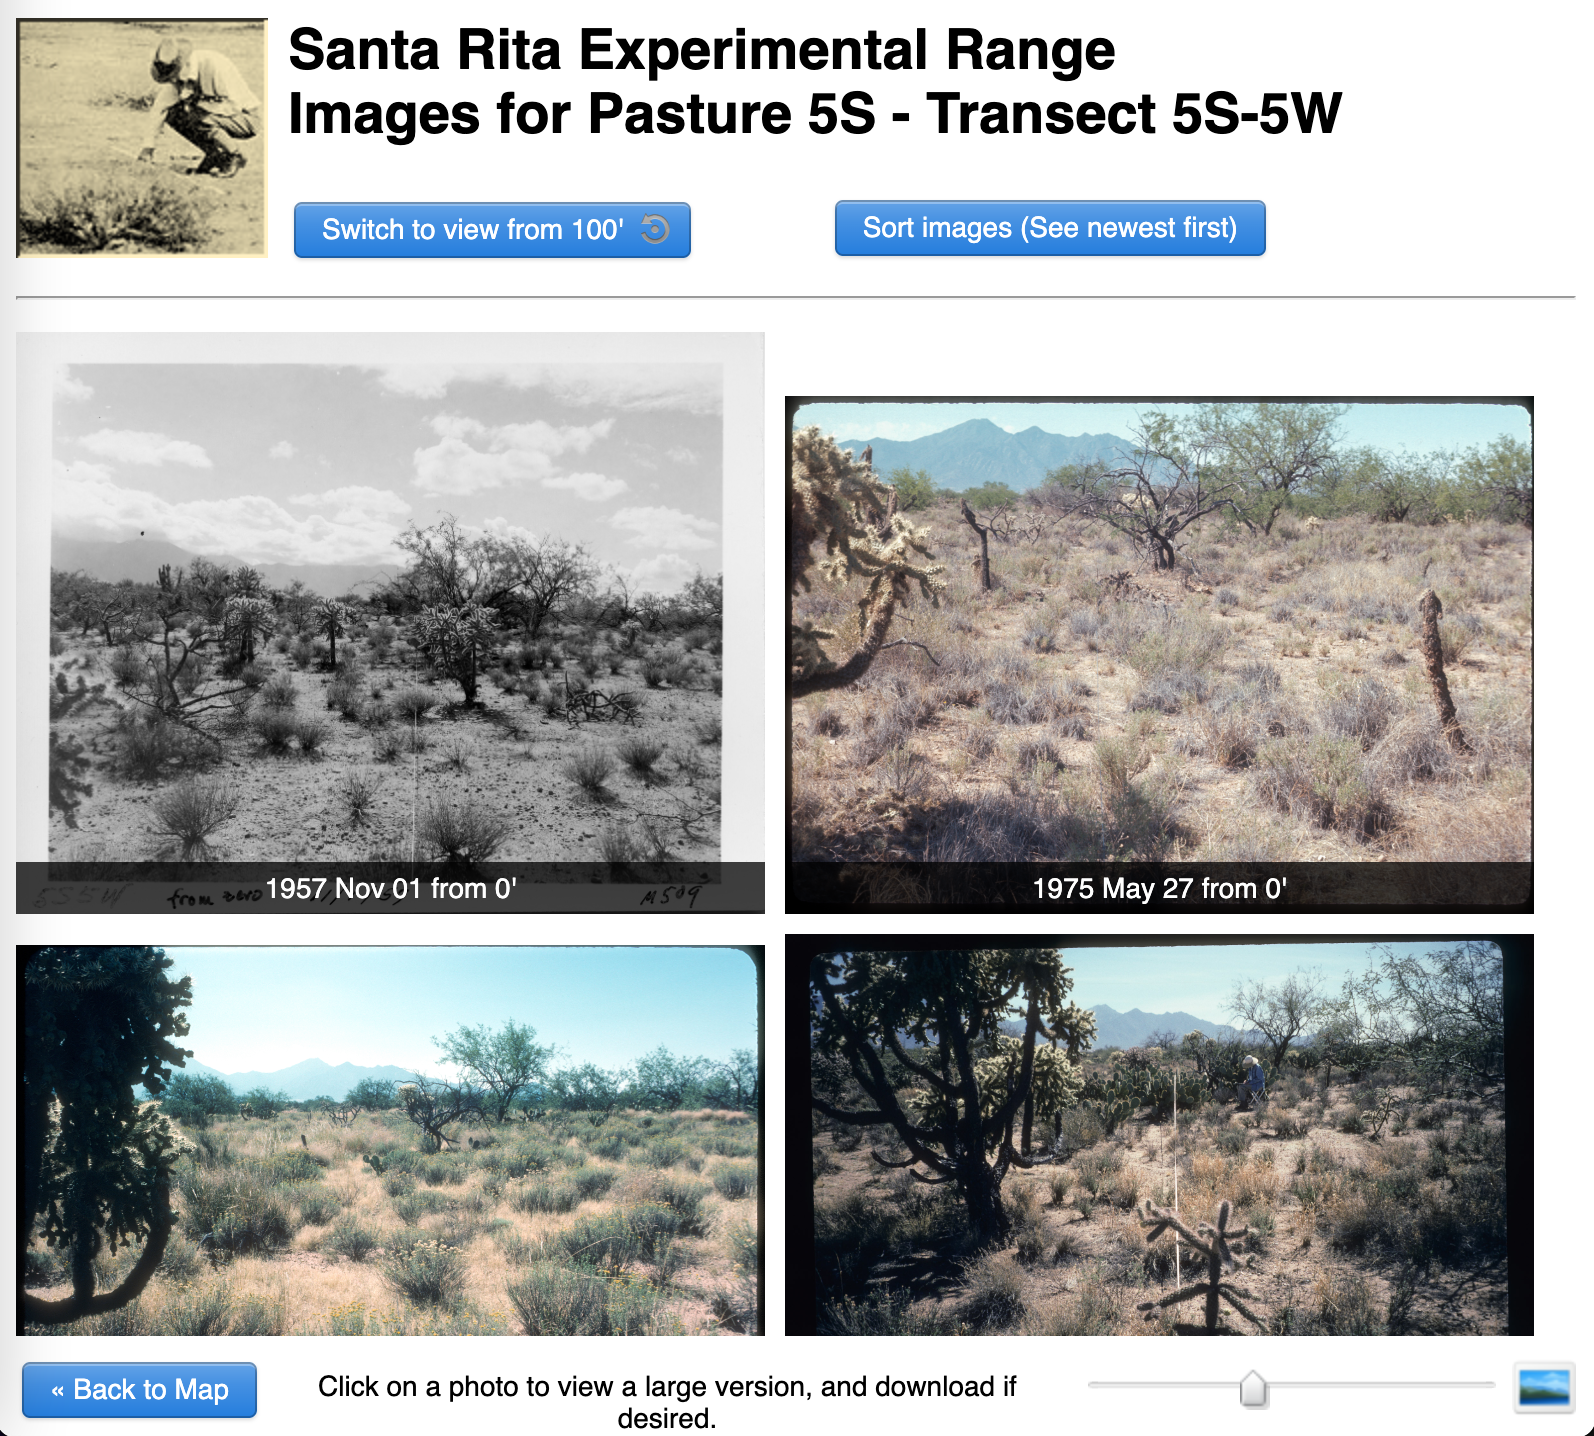 Santa Rita Experimental Range
Images for Pasture 5S - Transect 5S-5W
Switch to view from 100'
Sort images (See newest first)
5S5W from zero
A509
1957 Nov 01 from 0'
1975 May 27 from 0'
« Back to Map
Click on a photo to view a large version, and download if
desired.